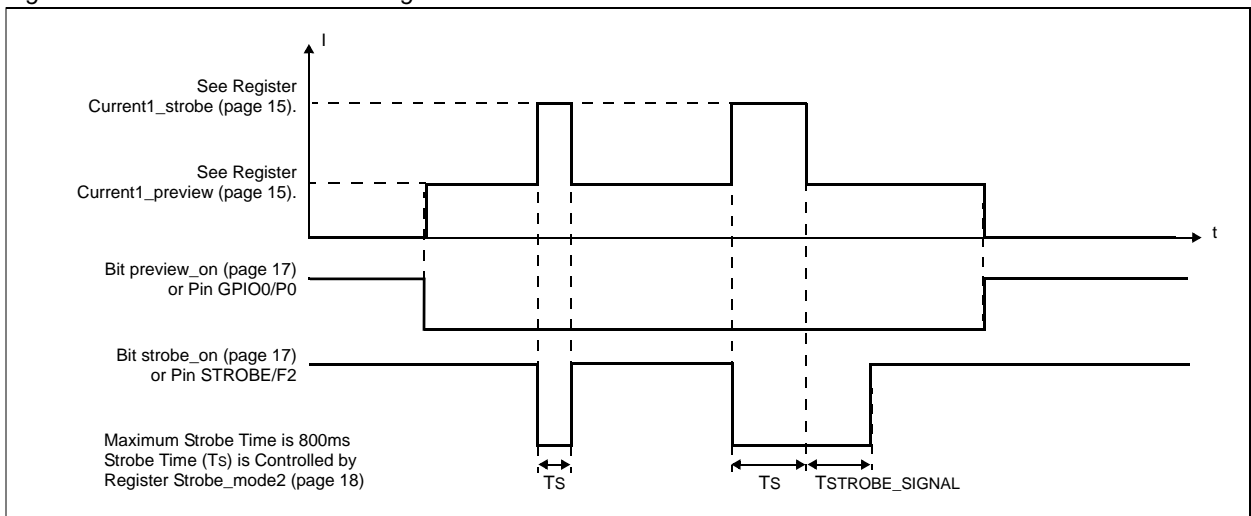 I
See Register
Current1_strobe (page 15).
See Register
Current1_preview (page 15).
t
Bit preview_on (page 17)
or Pin GPIO0/P0
Bit strobe_on (page 17)
or Pin STROBE/F2
Maximum Strobe Time is 800ms
Strobe Time (TS) is Controlled by
Register Strobe_mode2 (page 18)
TS
TS
TSTROBE_SIGNAL